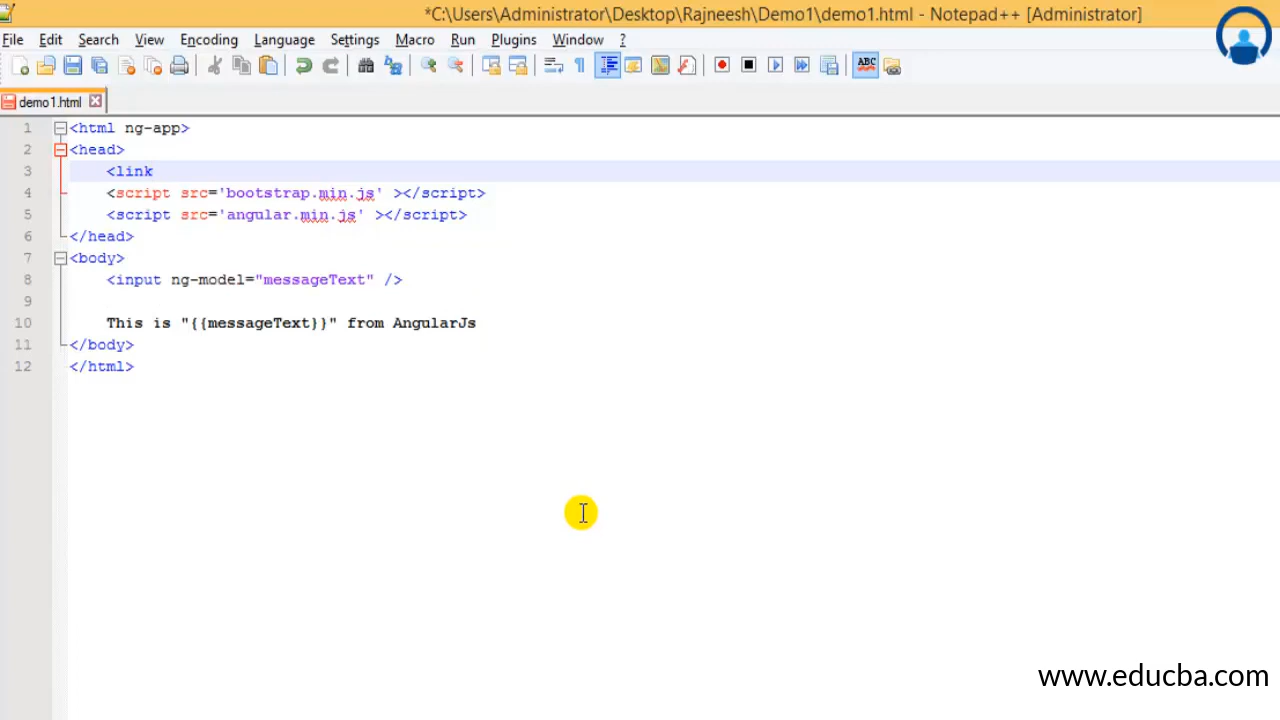 *C:\Users\Administrator\Desktop\Rajneesh\Demo1\demo1.html - Notepad++ [Administrator]
File Edit Search View Encoding Language Settings Macro Run Plugins Window ?
ABC
demo1.html
1 <html ng-app>
2 <head>
3 <link
4 <script src='bootstrap.min.js' ></script>
5 <script src='angular.min.js' ></script>
6 </head>
7 <body>
8 <input ng-model="messageText" />
9
10 This is "{{messageText}}" from AngularJs
11 </body>
12 </html>
www.educba.com